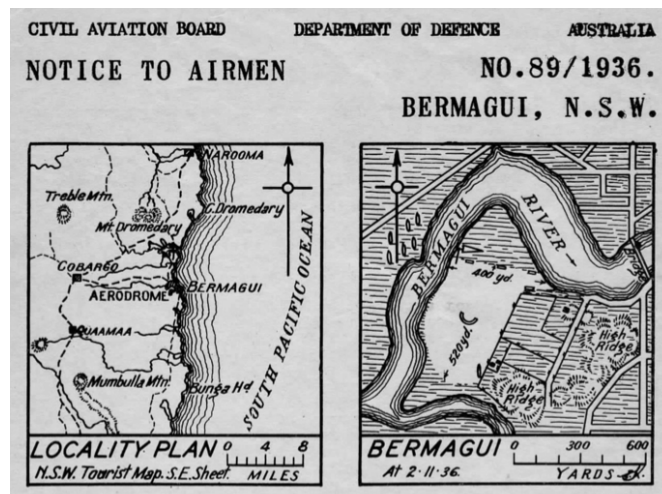 CIVIL AVIATION BOARD DEPARTMENT OF DEFENCE AUSTRALIA
NOTICE TO AIRMEN NO.89/1936.
BERMAGUI, N.S.W.
NAROOMA
Treble Mtn.
C. Dromedary
Mt. Dromedary
COBARGO
AERODROME
BERMAGUI
QUAAMAA
Mumbulla Mtn.
Bunga Hd
SOUTH PACIFIC OCEAN
LOCALITY PLAN 0 4 8
N.S.W. Tourist Map. S.E. Sheet. MILES
BERMAGUI RIVER
400 yd.
520 yd.
High Ridge
High Ridge
BERMAGUI 0 300 600
At 2·11·36. YARDS